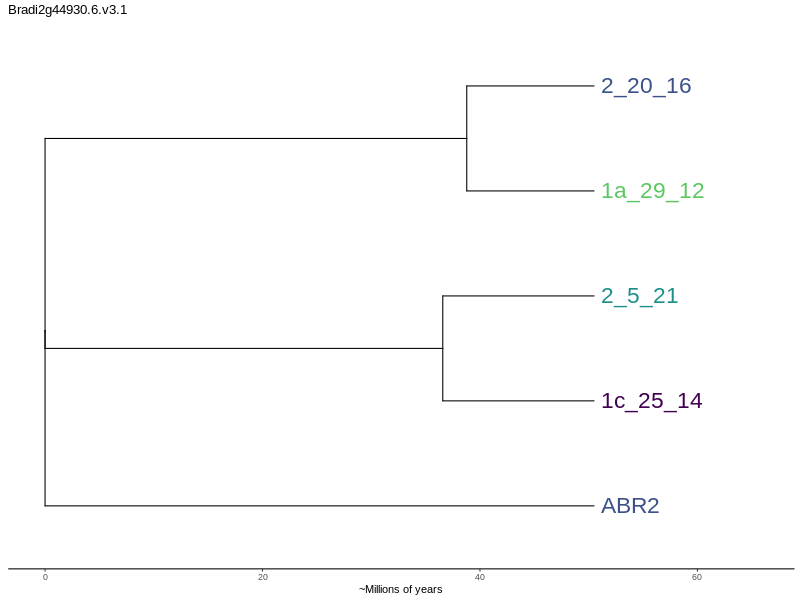 Bradi2g44930.6.v3.1
2_20_16
1a_29_12
2_5_21
1c_25_14
ABR2
0 20 40 60
~Millions of years